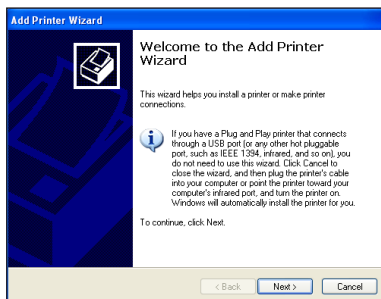 Add Printer Wizard
Welcome to the Add Printer
Wizard
This wizard helps you install a printer or make printer
connections.
If you have a Plug and Play printer that connects
through a USB port (or any other hot pluggable
port, such as IEEE 1394, infrared, and so on), you
do not need to use this wizard. Click Cancel to
close the wizard, and then plug the printer's cable
into your computer or point the printer toward your
computer's infrared port, and turn the printer on.
Windows will automatically install the printer for you.
To continue, click Next.
< Back Next > Cancel